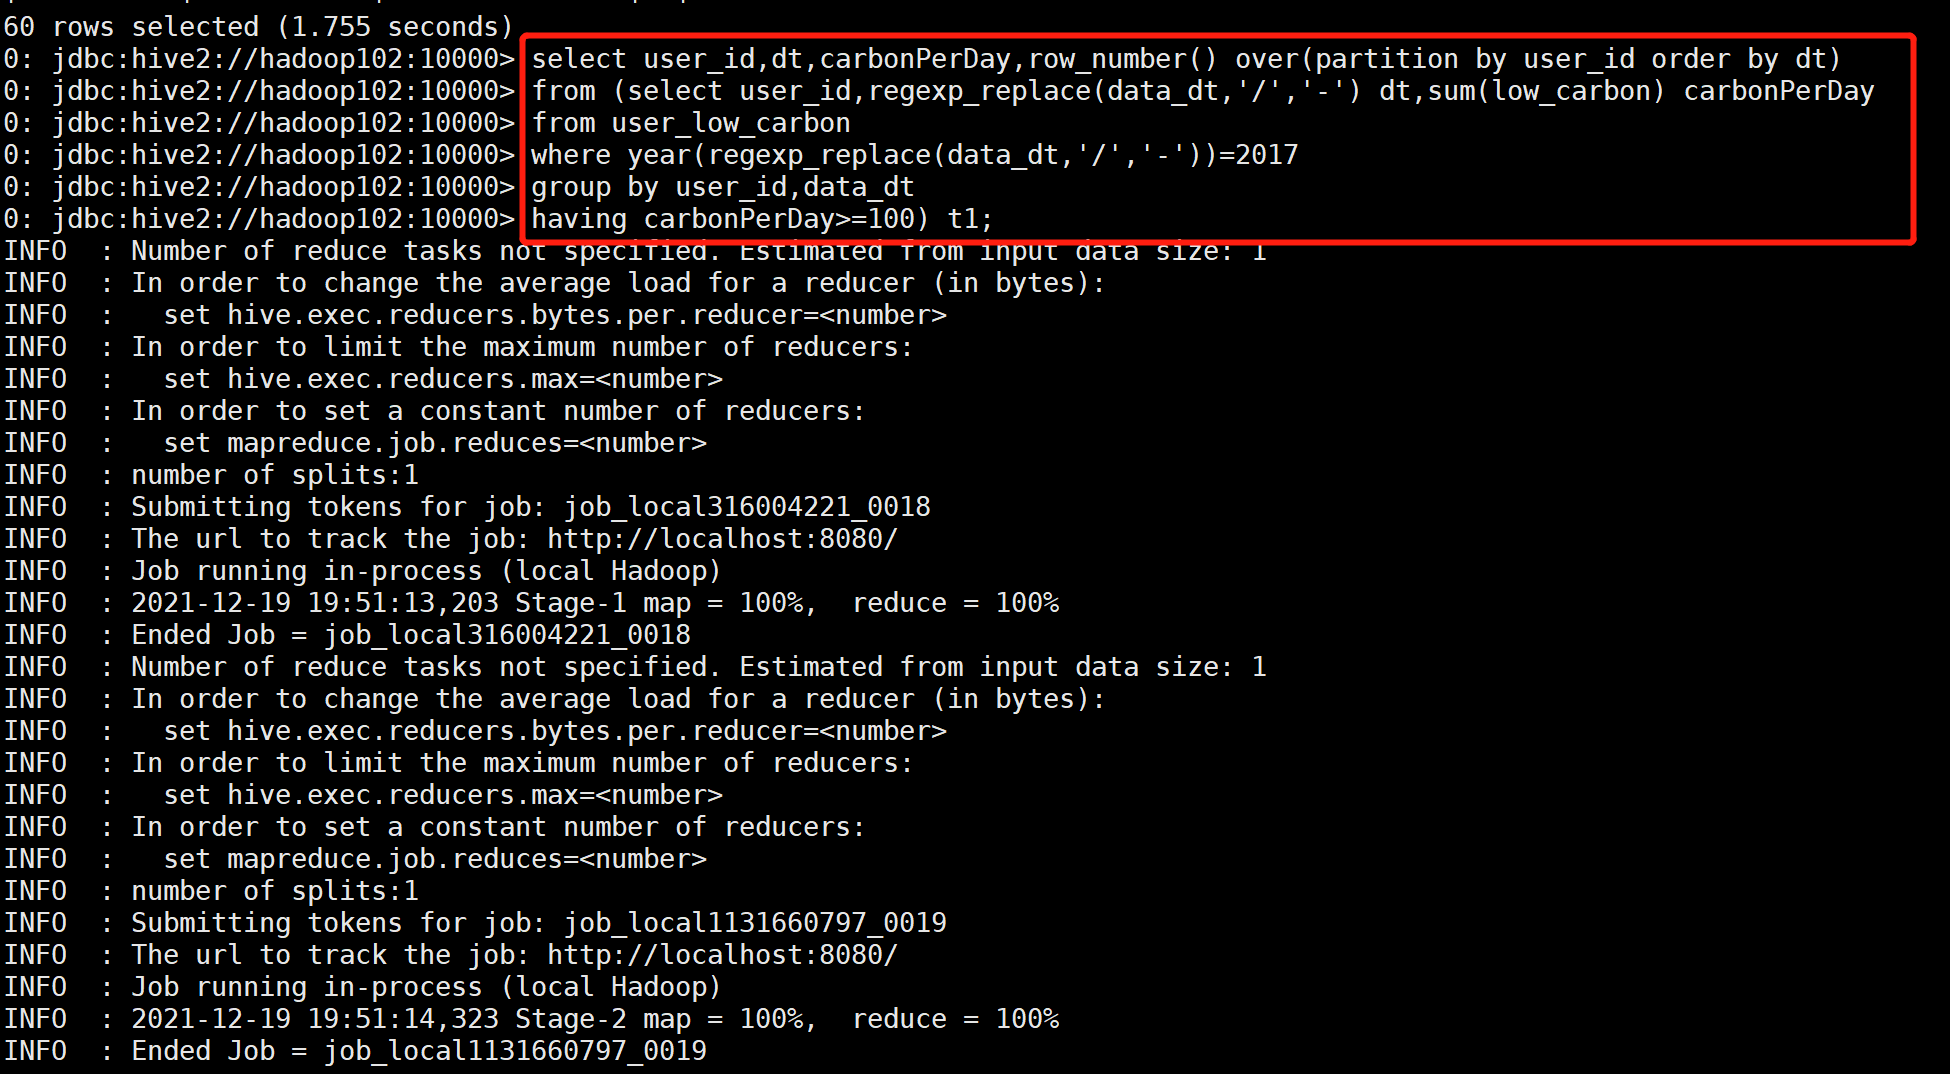 60 rows selected (1.755 seconds)
0: jdbc:hive2://hadoop102:10000> select user_id,dt,carbonPerDay,row_number() over(partition by user_id order by dt)
0: jdbc:hive2://hadoop102:10000> from (select user_id,regexp_replace(data_dt,'/','-') dt,sum(low_carbon) carbonPerDay
0: jdbc:hive2://hadoop102:10000> from user_low_carbon
0: jdbc:hive2://hadoop102:10000> where year(regexp_replace(data_dt,'/','-'))=2017
0: jdbc:hive2://hadoop102:10000> group by user_id,data_dt
0: jdbc:hive2://hadoop102:10000> having carbonPerDay>=100) t1;
INFO  : Number of reduce tasks not specified. Estimated from input data size: 1
INFO  : In order to change the average load for a reducer (in bytes):
INFO  :   set hive.exec.reducers.bytes.per.reducer=<number>
INFO  : In order to limit the maximum number of reducers:
INFO  :   set hive.exec.reducers.max=<number>
INFO  : In order to set a constant number of reducers:
INFO  :   set mapreduce.job.reduces=<number>
INFO  : number of splits:1
INFO  : Submitting tokens for job: job_local316004221_0018
INFO  : The url to track the job: http://localhost:8080/
INFO  : Job running in-process (local Hadoop)
INFO  : 2021-12-19 19:51:13,203 Stage-1 map = 100%,  reduce = 100%
INFO  : Ended Job = job_local316004221_0018
INFO  : Number of reduce tasks not specified. Estimated from input data size: 1
INFO  : In order to change the average load for a reducer (in bytes):
INFO  :   set hive.exec.reducers.bytes.per.reducer=<number>
INFO  : In order to limit the maximum number of reducers:
INFO  :   set hive.exec.reducers.max=<number>
INFO  : In order to set a constant number of reducers:
INFO  :   set mapreduce.job.reduces=<number>
INFO  : number of splits:1
INFO  : Submitting tokens for job: job_local1131660797_0019
INFO  : The url to track the job: http://localhost:8080/
INFO  : Job running in-process (local Hadoop)
INFO  : 2021-12-19 19:51:14,323 Stage-2 map = 100%,  reduce = 100%
INFO  : Ended Job = job_local1131660797_0019